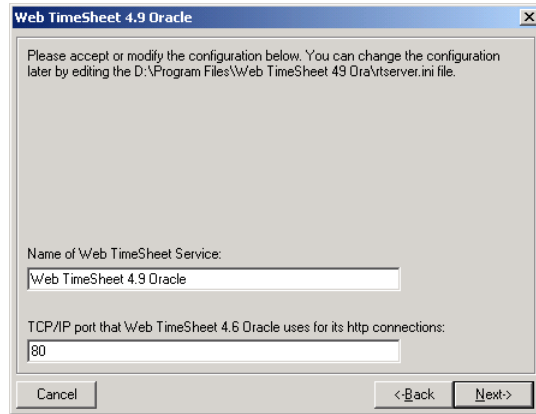 Web TimeSheet 4.9 Oracle
Please accept or modify the configuration below. You can change the configuration
later by editing the D:\Program Files\Web TimeSheet 49 Ora\rtserver.ini file.
Name of Web TimeSheet Service:
Web TimeSheet 4.9 Oracle
TCP/IP port that Web TimeSheet 4.6 Oracle uses for its http connections:
80
Cancel
<-Back
Next->